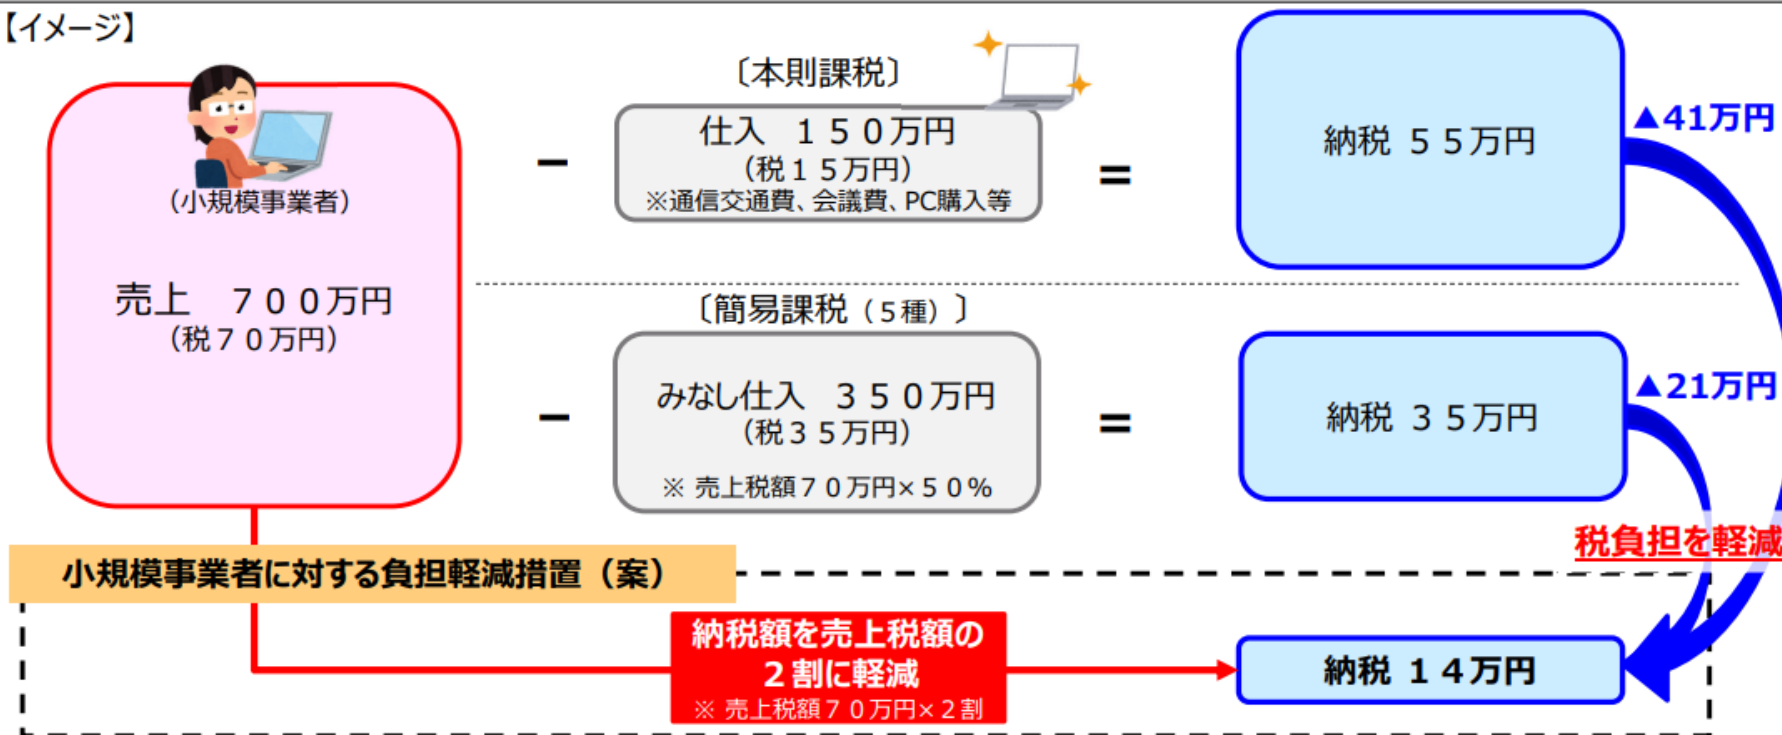 【イメージ】
〔本則課税〕
仕入　１５０万円
（税１５万円）
※通信交通費、会議費、PC購入等
－
＝
納税 ５５万円
▲41万円
（小規模事業者）
売上　７００万円
（税７０万円）
〔簡易課税（５種）〕
みなし仕入　３５０万円
（税３５万円）
※ 売上税額７０万円×５０％
－
＝
納税 ３５万円
▲21万円
税負担を軽減
小規模事業者に対する負担軽減措置（案）
納税額を売上税額の
２割に軽減
※ 売上税額７０万円×２割
納税 １４万円